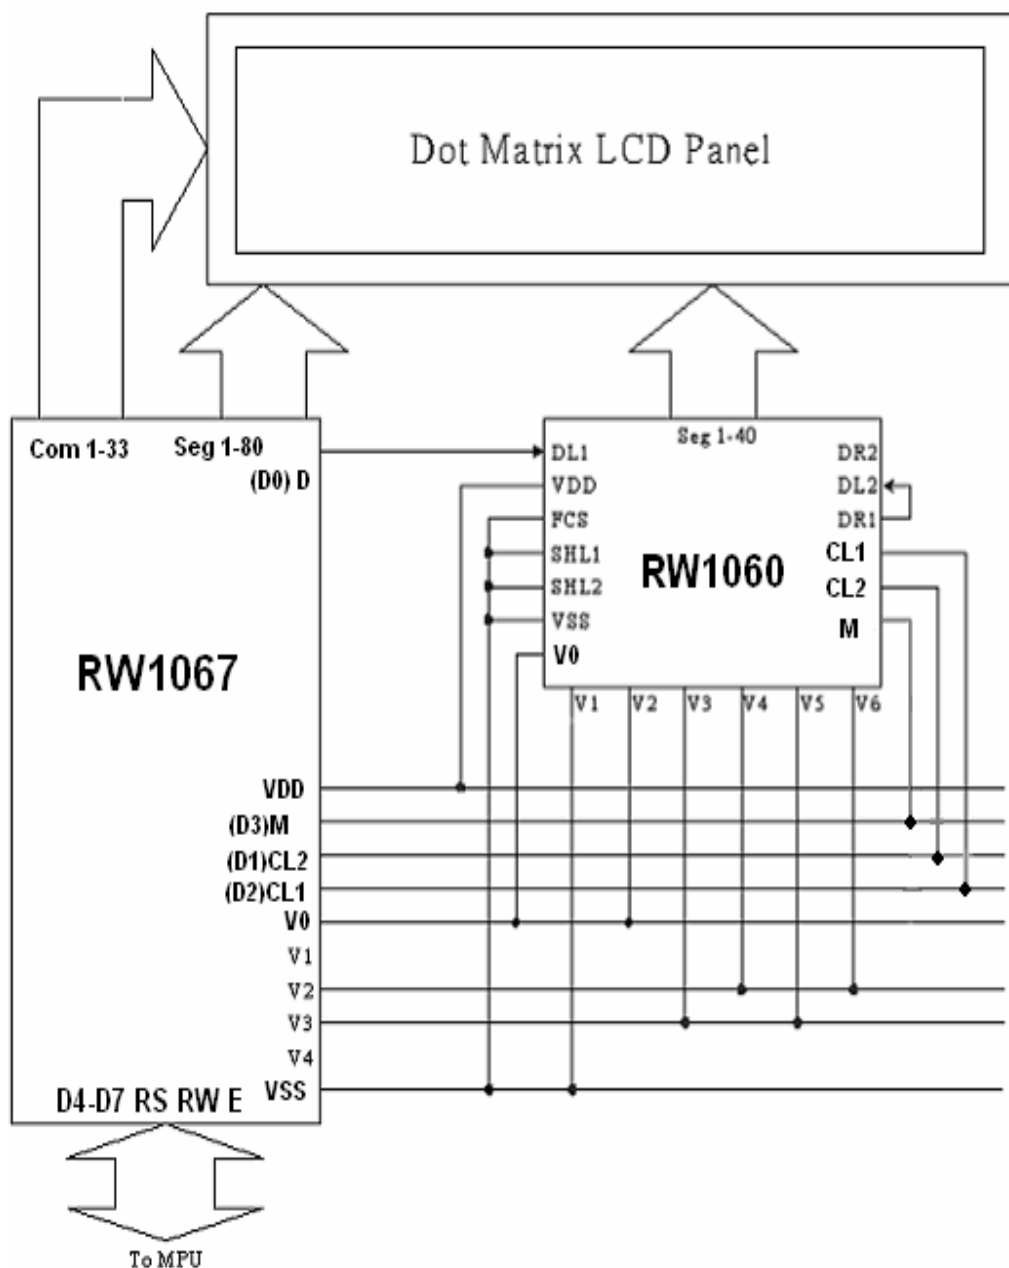 Dot Matrix LCD Panel
Com 1-33 Seg 1-80
(D0) D
RW1067
VDD
(D3)M
(D1)CL2
(D2)CL1
V0
V1
V2
V3
V4
VSS
D4-D7 RS RW E
To MPU
Seg 1-40
DL1
VDD
FCS
SHL1
SHL2
VSS
V0
RW1060
DR2
DL2
DR1
CL1
CL2
M
V1 V2 V3 V4 V5 V6